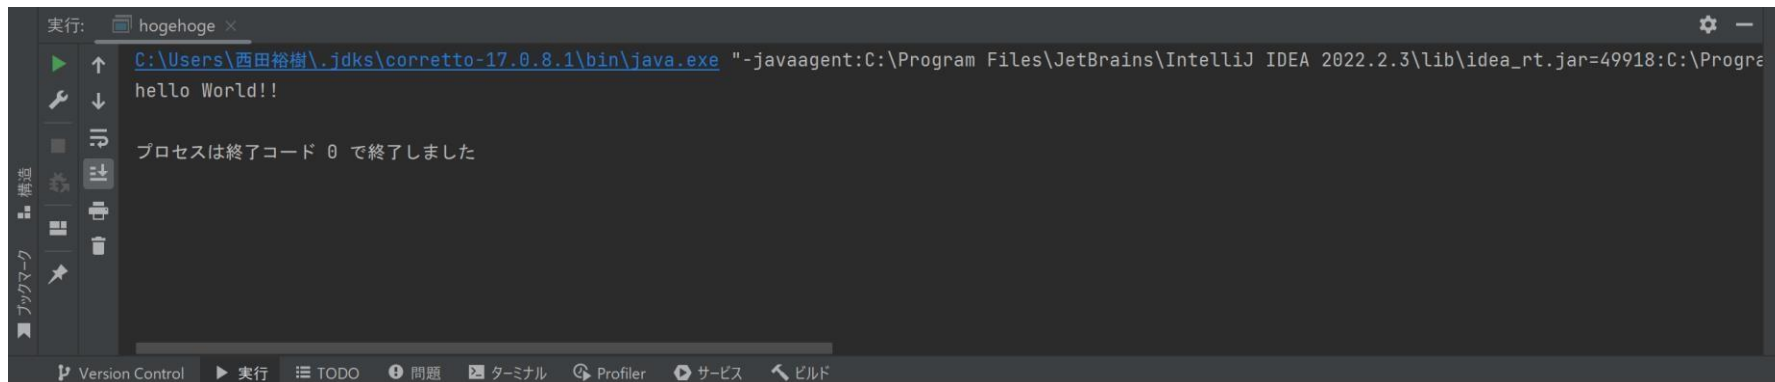 実行: hogehoge
C:\Users\西田裕樹\.jdks\corretto-17.0.8.1\bin\java.exe "-javaagent:C:\Program Files\JetBrains\IntelliJ IDEA 2022.2.3\lib\idea_rt.jar=49918:C:\Progra
hello World!!
プロセスは終了コード 0 で終了しました
構造
ブックマーク
Version Control 実行 TODO 問題 ターミナル Profiler サービス ビルド